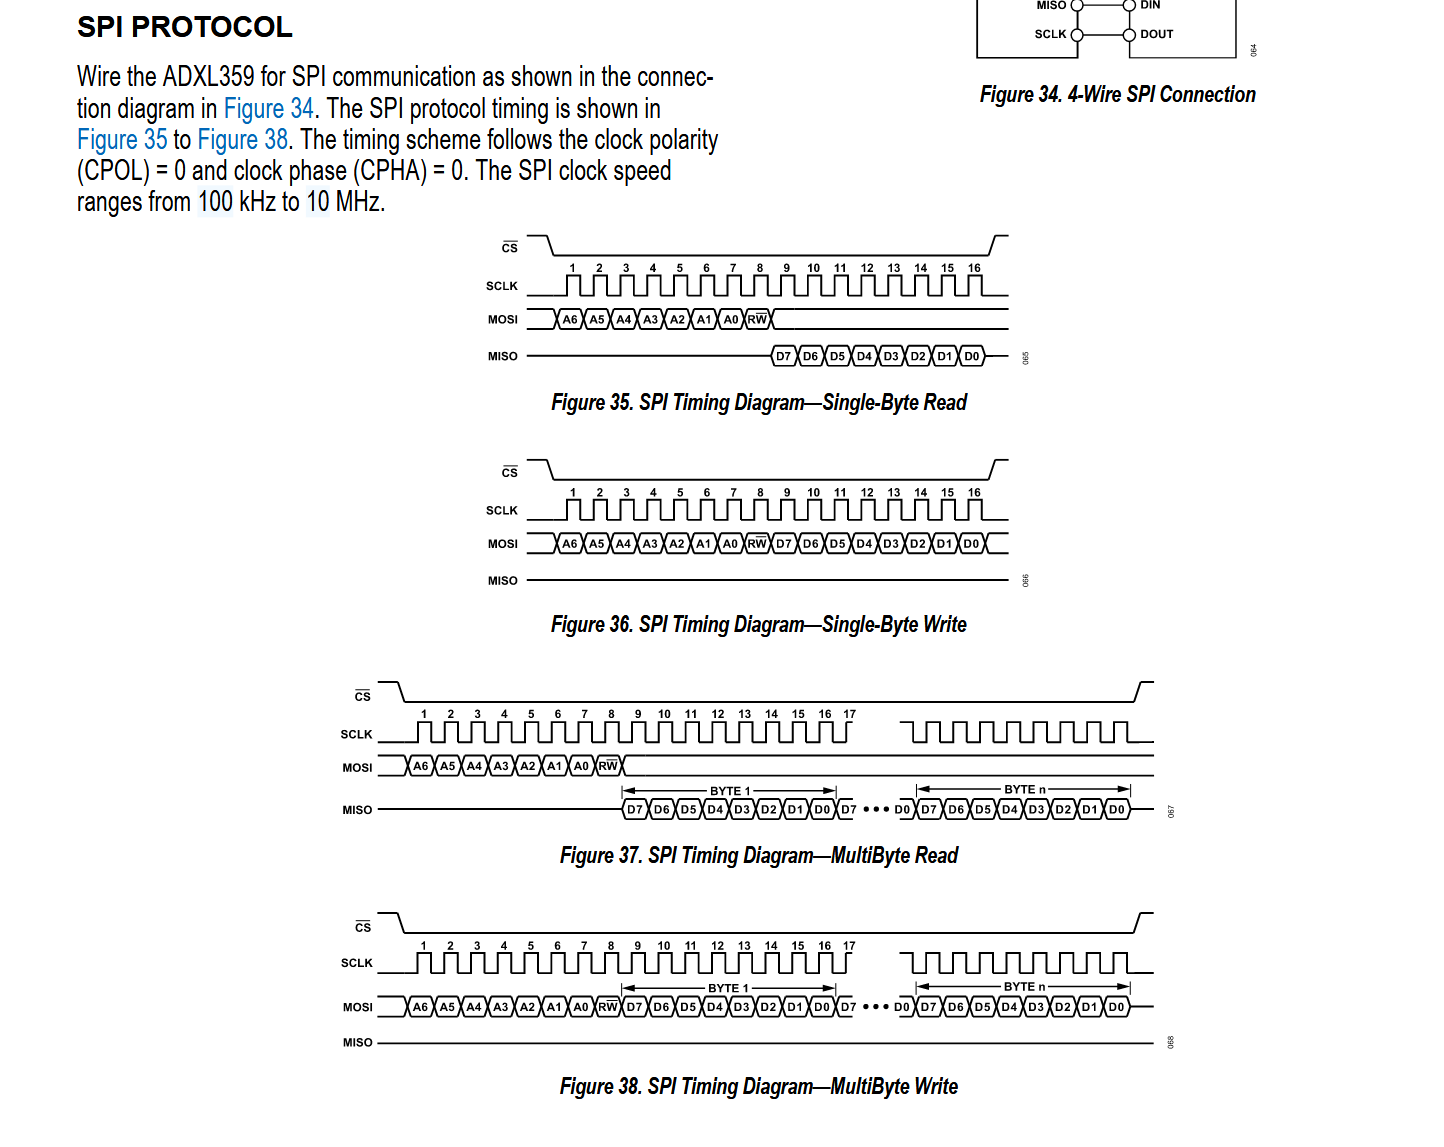 SPI PROTOCOL
Wire the ADXL359 for SPI communication as shown in the connec-
tion diagram in Figure 34. The SPI protocol timing is shown in
Figure 35 to Figure 38. The timing scheme follows the clock polarity
(CPOL) = 0 and clock phase (CPHA) = 0. The SPI clock speed
ranges from 100 kHz to 10 MHz.
MISO DIN
SCLK DOUT
064
Figure 34. 4-Wire SPI Connection
CS
1 2 3 4 5 6 7 8 9 10 11 12 13 14 15 16
SCLK
MOSI A6 A5 A4 A3 A2 A1 A0 RW
MISO D7 D6 D5 D4 D3 D2 D1 D0
065
Figure 35. SPI Timing Diagram—Single-Byte Read
CS
1 2 3 4 5 6 7 8 9 10 11 12 13 14 15 16
SCLK
MOSI A6 A5 A4 A3 A2 A1 A0 RW D7 D6 D5 D4 D3 D2 D1 D0
MISO
066
Figure 36. SPI Timing Diagram—Single-Byte Write
CS
1 2 3 4 5 6 7 8 9 10 11 12 13 14 15 16 17
SCLK
MOSI A6 A5 A4 A3 A2 A1 A0 RW
BYTE 1 BYTE n
MISO D7 D6 D5 D4 D3 D2 D1 D0 D7 ••• D0 D7 D6 D5 D4 D3 D2 D1 D0
067
Figure 37. SPI Timing Diagram—MultiByte Read
CS
1 2 3 4 5 6 7 8 9 10 11 12 13 14 15 16 17
SCLK
BYTE 1 BYTE n
MOSI A6 A5 A4 A3 A2 A1 A0 RW D7 D6 D5 D4 D3 D2 D1 D0 D7 ••• D0 D7 D6 D5 D4 D3 D2 D1 D0
MISO
068
Figure 38. SPI Timing Diagram—MultiByte Write